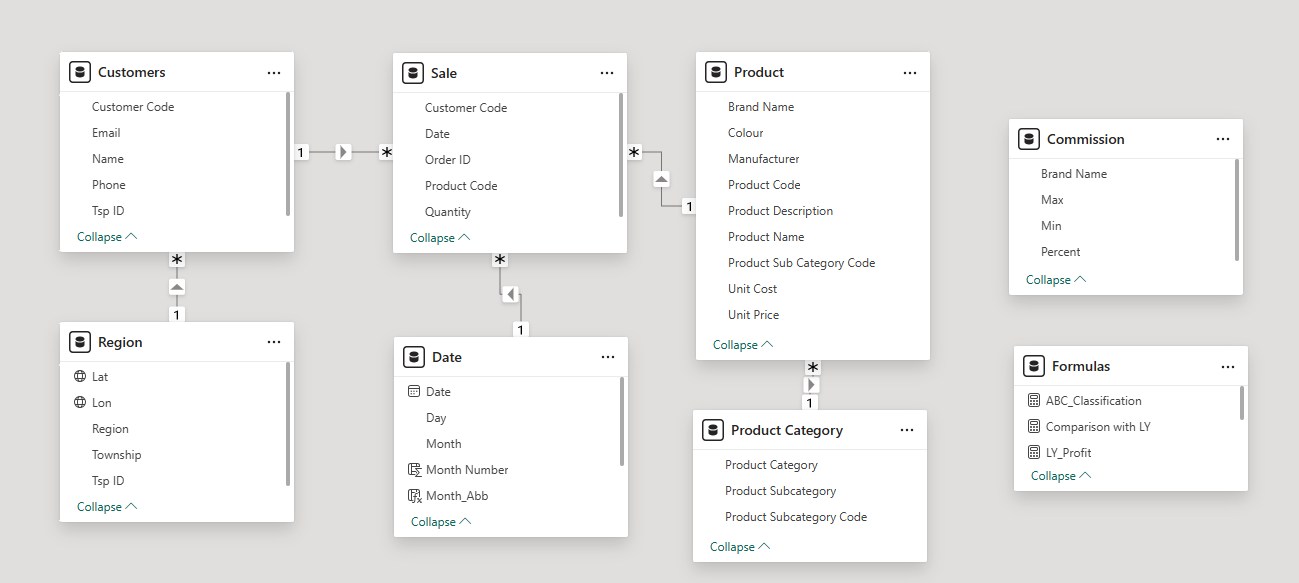 Customers
Customer Code
Email
Name
Phone
Tsp ID
Collapse
1
*
Sale
Customer Code
Date
Order ID
Product Code
Quantity
Collapse
*
1
Product
Brand Name
Colour
Manufacturer
Product Code
Product Description
Product Name
Product Sub Category Code
Unit Cost
Unit Price
Collapse
Commission
Brand Name
Max
Min
Percent
Collapse
*
1
Region
Lat
Lon
Region
Township
Tsp ID
Collapse
*
1
Date
Date
Day
Month
Month Number
Month_Abb
Collapse
*
1
Product Category
Product Category
Product Subcategory
Product Subcategory Code
Collapse
Formulas
ABC_Classification
Comparison with LY
LY_Profit
Collapse